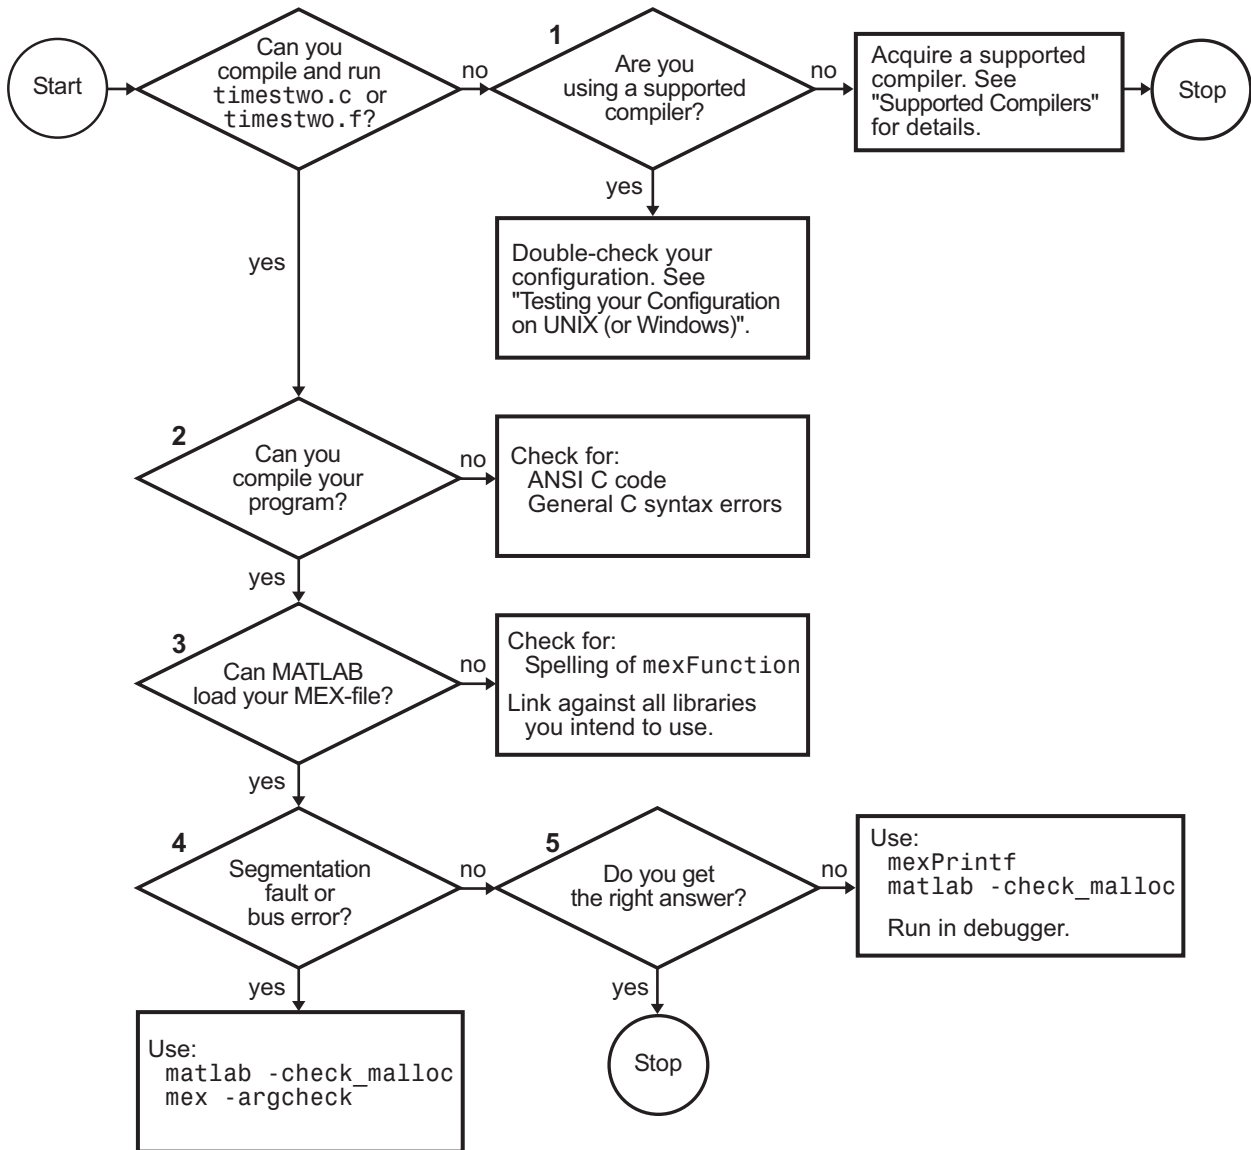 Start
Can you
compile and run
timestwo.c or
timestwo.f?
no
1
Are you
using a supported
compiler?
no
Acquire a supported
compiler. See
"Supported Compilers"
for details.
Stop
yes
Double-check your
configuration. See
"Testing your Configuration
on UNIX (or Windows)".
yes
2
Can you
compile your
program?
no
Check for:
ANSI C code
General C syntax errors
yes
3
Can MATLAB
load your MEX-file?
no
Check for:
Spelling of mexFunction
Link against all libraries
you intend to use.
yes
4
Segmentation
fault or
bus error?
no
5
Do you get
the right answer?
no
Use:
mexPrintf
matlab -check_malloc
Run in debugger.
yes
Use:
matlab -check_malloc
mex -argcheck
yes
Stop